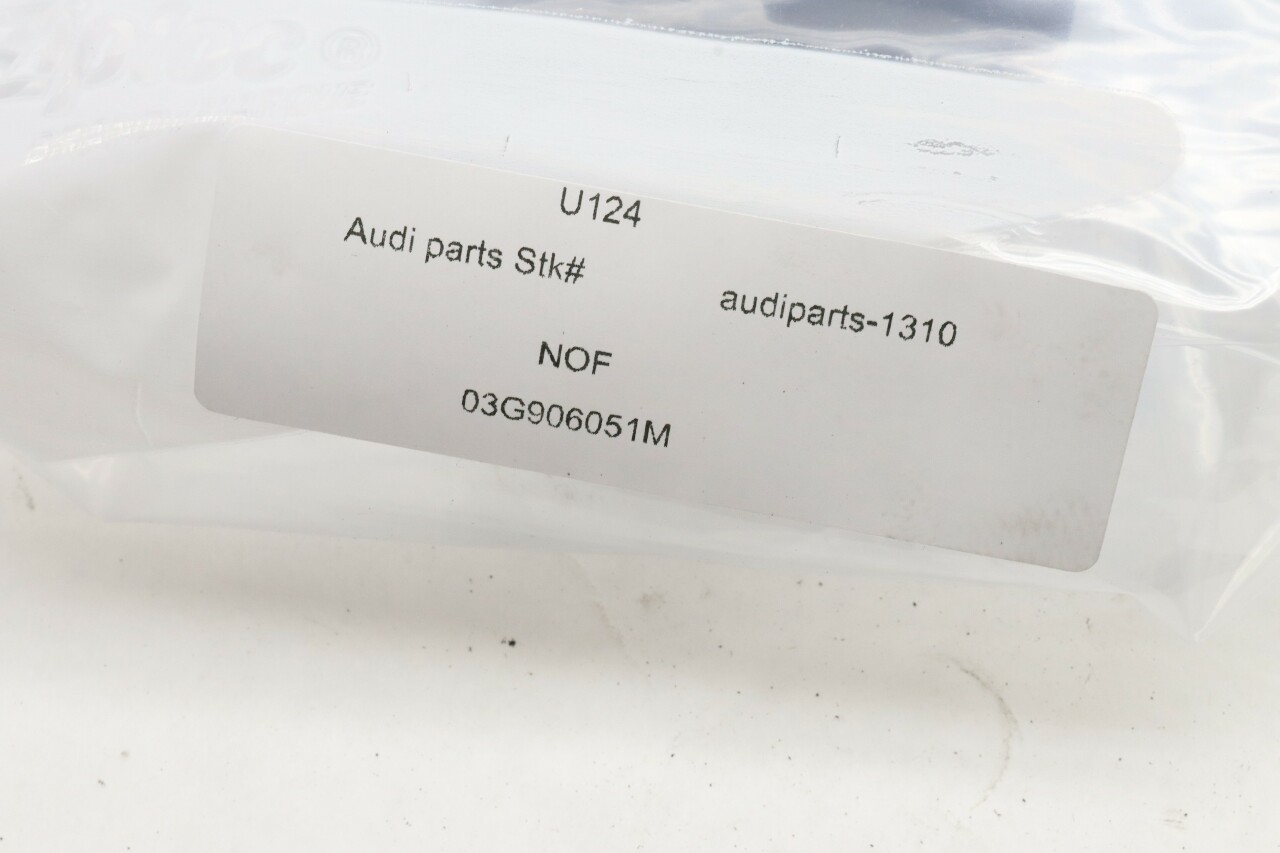 U124
Audi parts Stk#
audiparts-1310
NOF
03G906051M